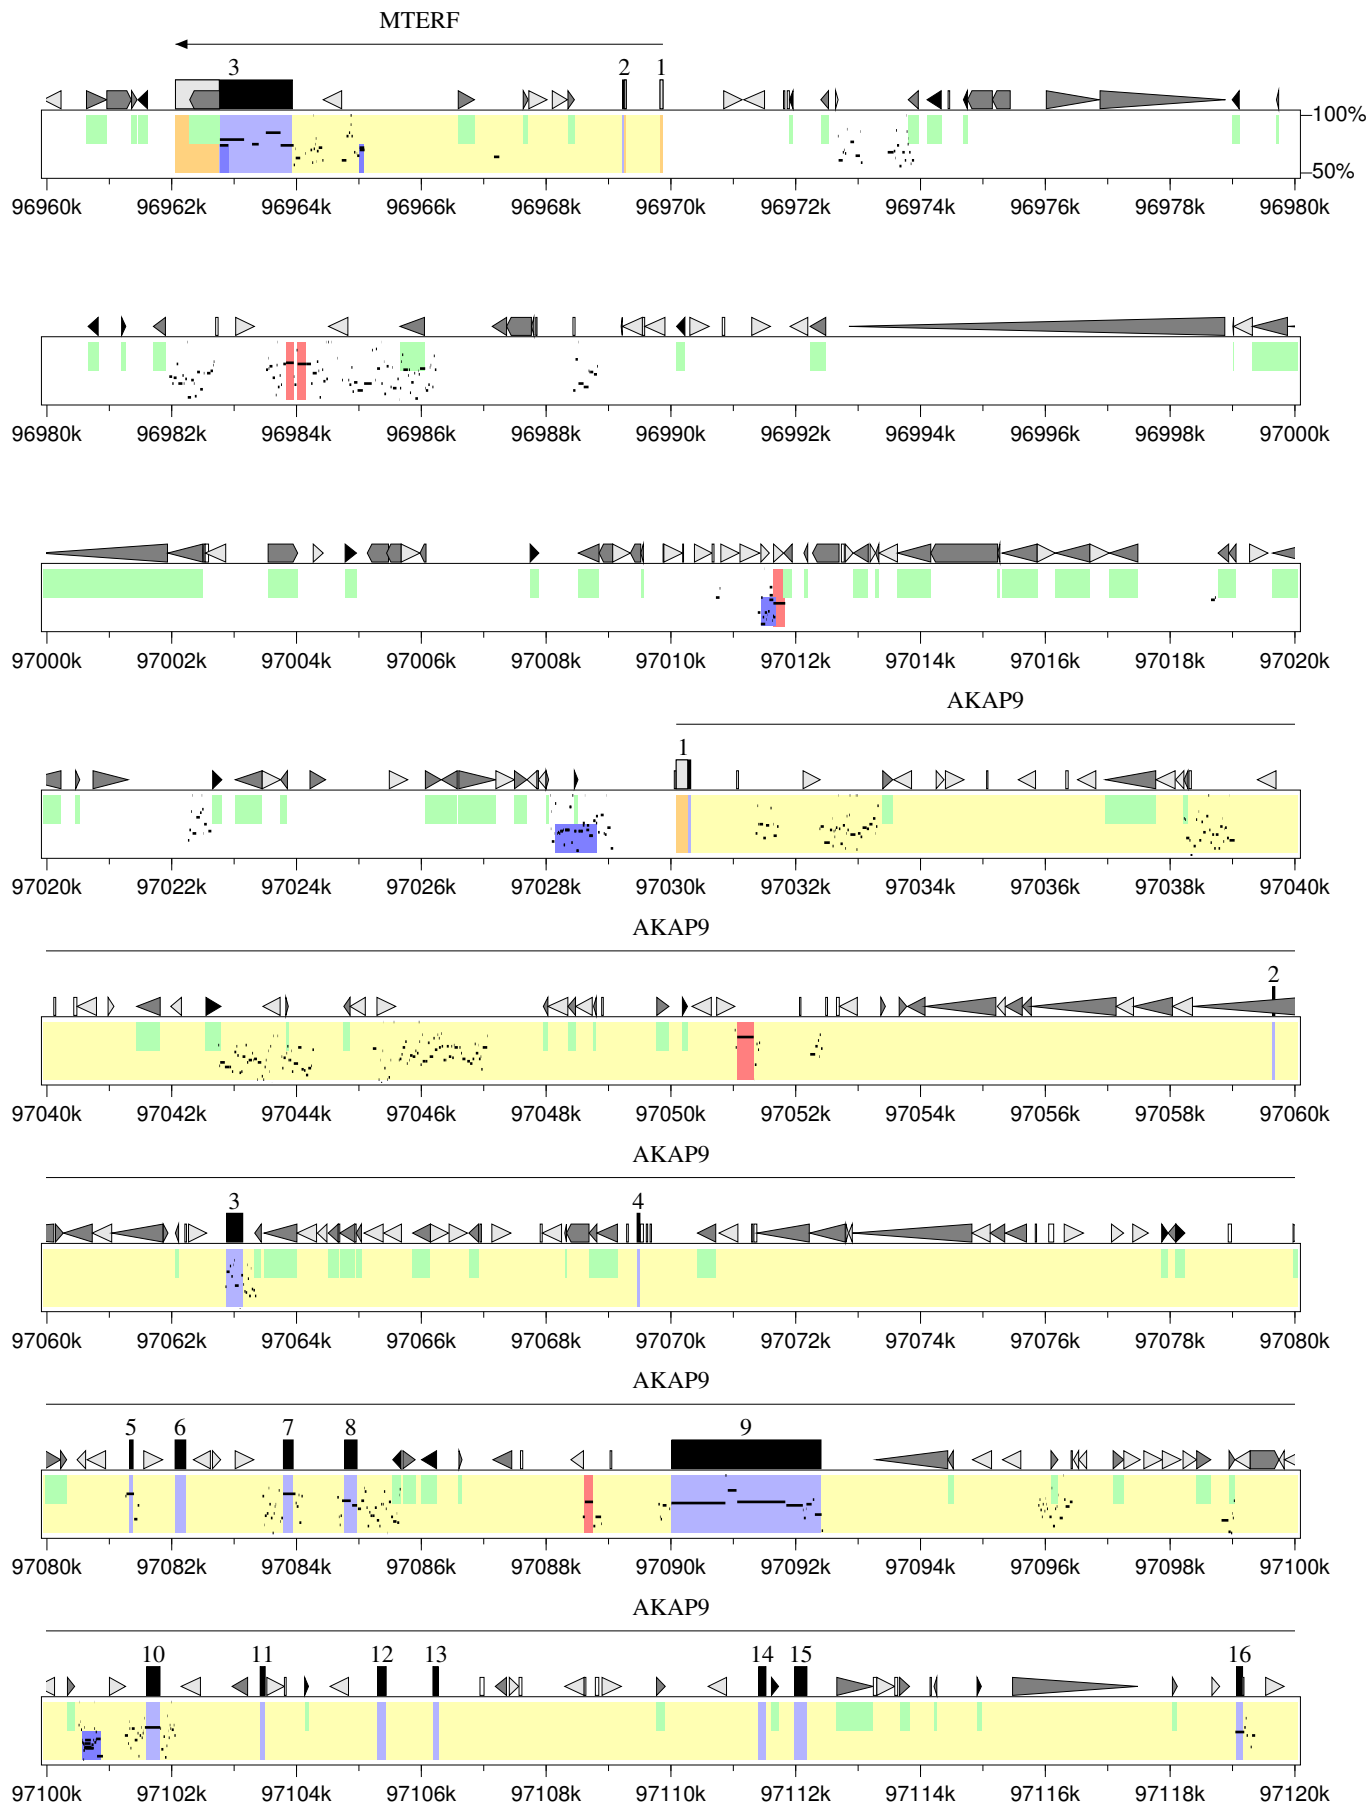 MTERF
3 2 1
100%
50%
96960k 96962k 96964k 96966k 96968k 96970k 96972k 96974k 96976k 96978k 96980k
96980k 96982k 96984k 96986k 96988k 96990k 96992k 96994k 96996k 96998k 97000k
97000k 97002k 97004k 97006k 97008k 97010k 97012k 97014k 97016k 97018k 97020k
AKAP9
1
97020k 97022k 97024k 97026k 97028k 97030k 97032k 97034k 97036k 97038k 97040k
AKAP9
2
97040k 97042k 97044k 97046k 97048k 97050k 97052k 97054k 97056k 97058k 97060k
AKAP9
3 4
97060k 97062k 97064k 97066k 97068k 97070k 97072k 97074k 97076k 97078k 97080k
AKAP9
5 6 7 8 9
97080k 97082k 97084k 97086k 97088k 97090k 97092k 97094k 97096k 97098k 97100k
AKAP9
10 11 12 13 14 15 16
97100k 97102k 97104k 97106k 97108k 97110k 97112k 97114k 97116k 97118k 97120k